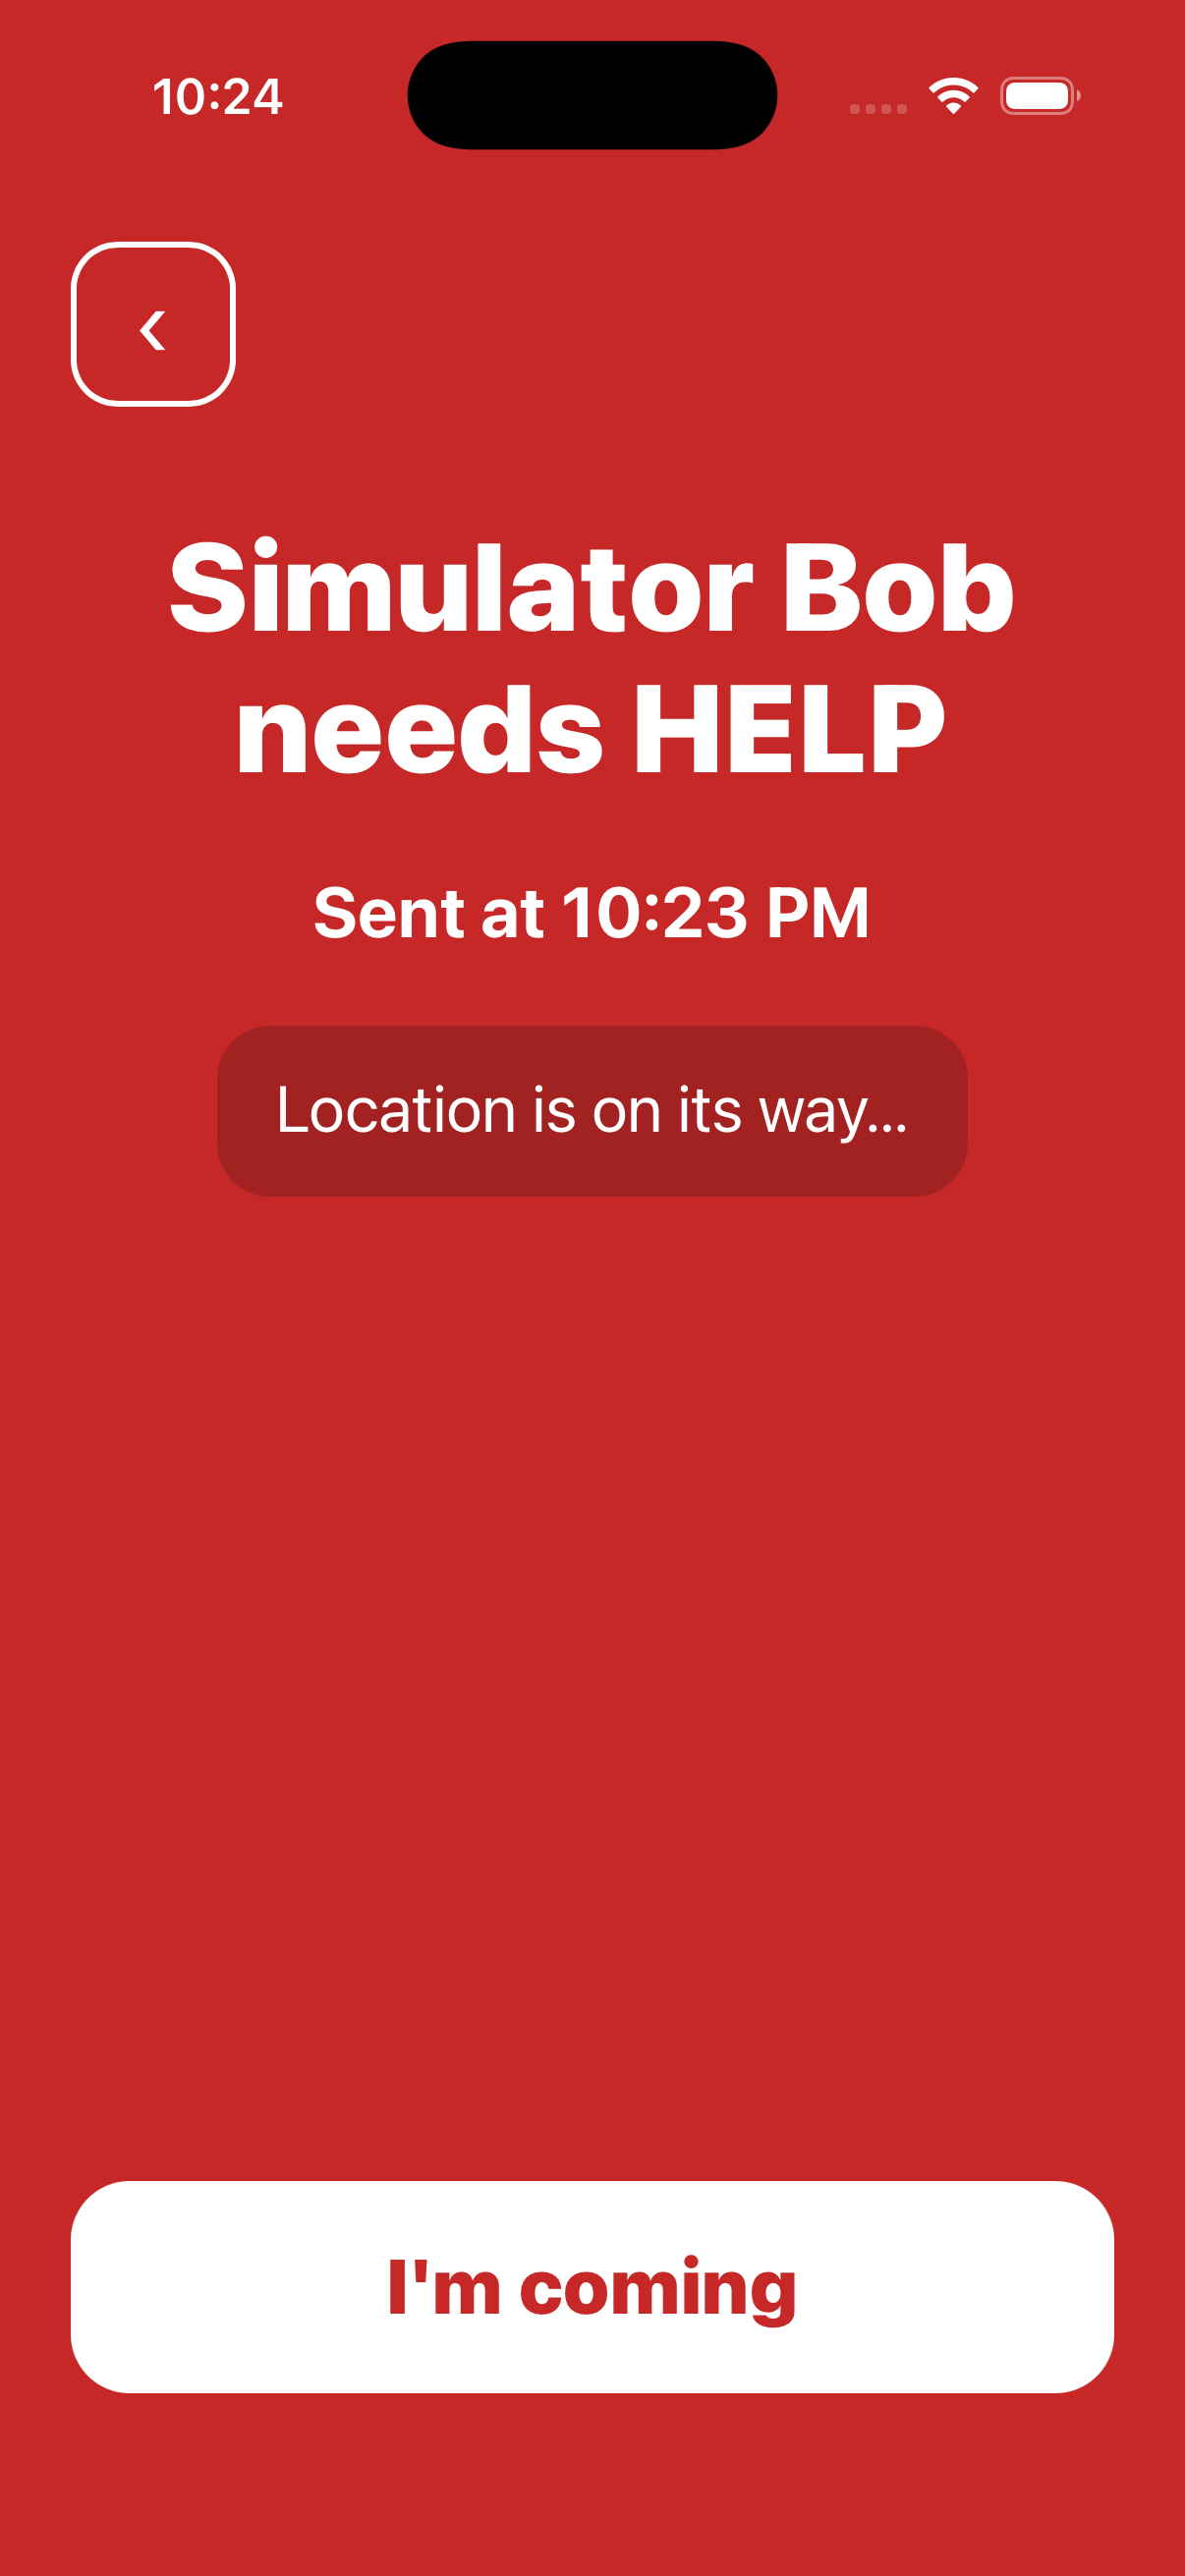 10:24
‹
Simulator Bob
needs HELP
Sent at 10:23 PM
Location is on its way...
I'm coming